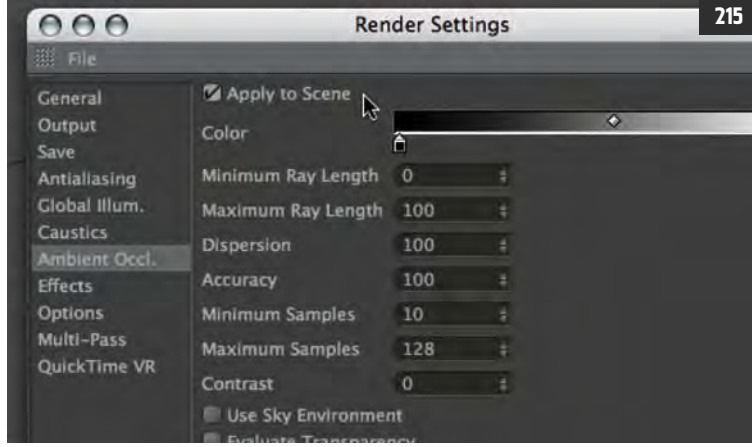 215
Render Settings
File
General
Output
Save
Antialiasing
Global Illum.
Caustics
Ambient Occl.
Effects
Options
Multi-Pass
QuickTime VR
Apply to Scene
Color
Minimum Ray Length 0
Maximum Ray Length 100
Dispersion 100
Accuracy 100
Minimum Samples 10
Maximum Samples 128
Contrast 0
Use Sky Environment
Evaluate Transparency